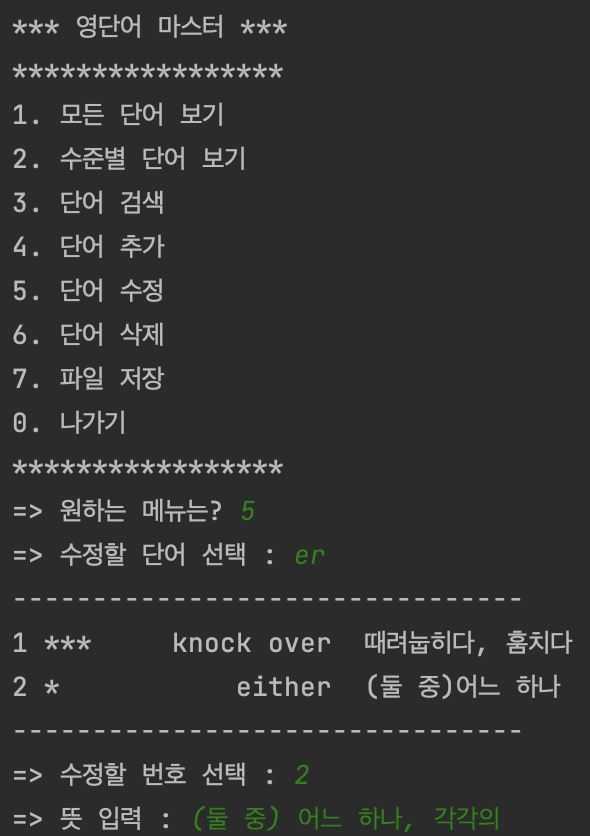 *** 영단어 마스터 ***
*****************
1. 모든 단어 보기
2. 수준별 단어 보기
3. 단어 검색
4. 단어 추가
5. 단어 수정
6. 단어 삭제
7. 파일 저장
0. 나가기
*****************
=> 원하는 메뉴는? 5
=> 수정할 단어 선택 : er
--------------------------------
1 ***     knock over  때려눕히다, 훔치다
2 *           either  (둘 중)어느 하나
--------------------------------
=> 수정할 번호 선택 : 2
=> 뜻 입력 : (둘 중) 어느 하나, 각각의